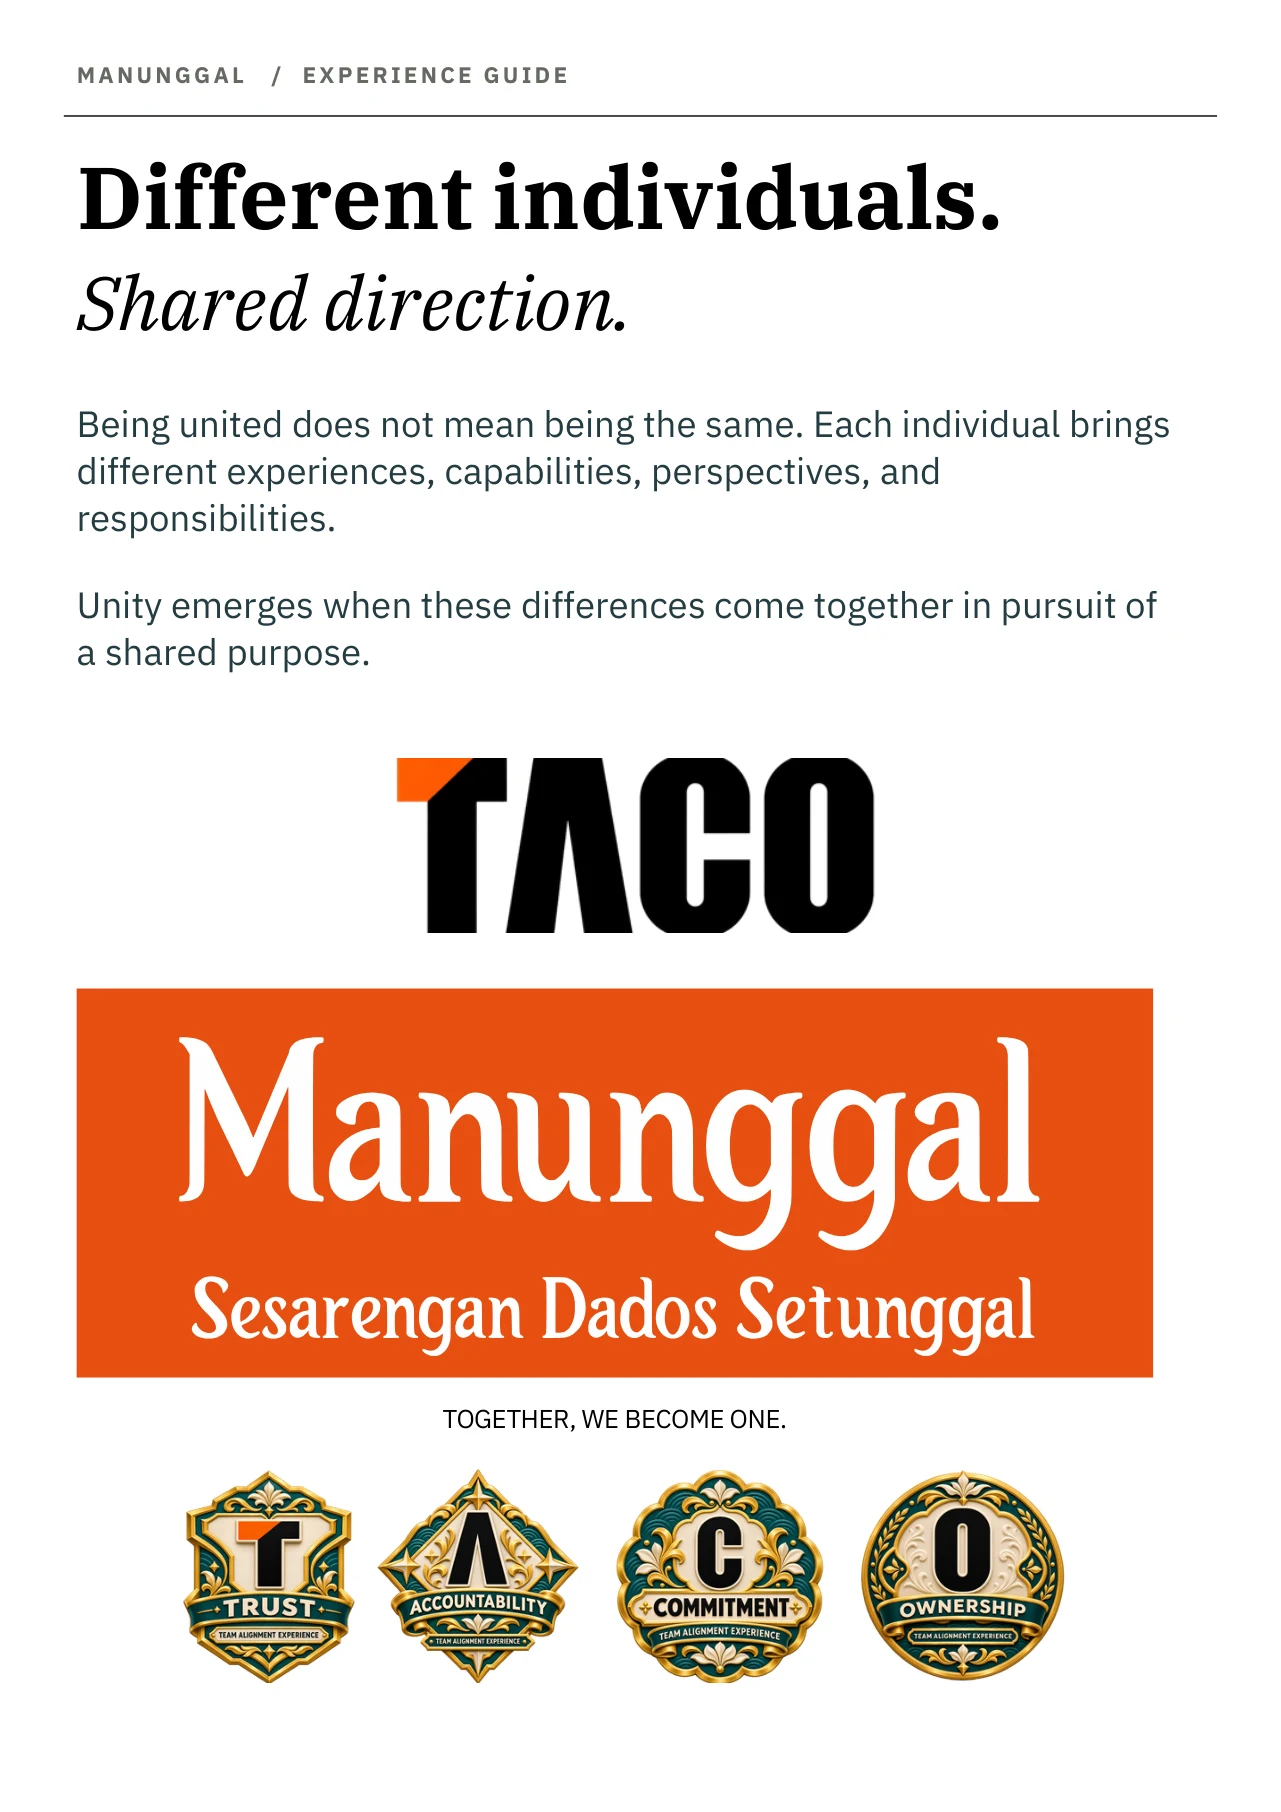 MANUNGGAL / EXPERIENCE GUIDE
Different individuals.
Shared direction.
Being united does not mean being the same. Each individual brings
different experiences, capabilities, perspectives, and
responsibilities.
Unity emerges when these differences come together in pursuit of
a shared purpose.
TACO
Manunggal
Sesarengan Dados Setunggal
TOGETHER, WE BECOME ONE.
T
TRUST
TEAM ALIGNMENT EXPERIENCE
A
ACCOUNTABILITY
TEAM ALIGNMENT EXPERIENCE
C
COMMITMENT
TEAM ALIGNMENT EXPERIENCE
O
OWNERSHIP
TEAM ALIGNMENT EXPERIENCE